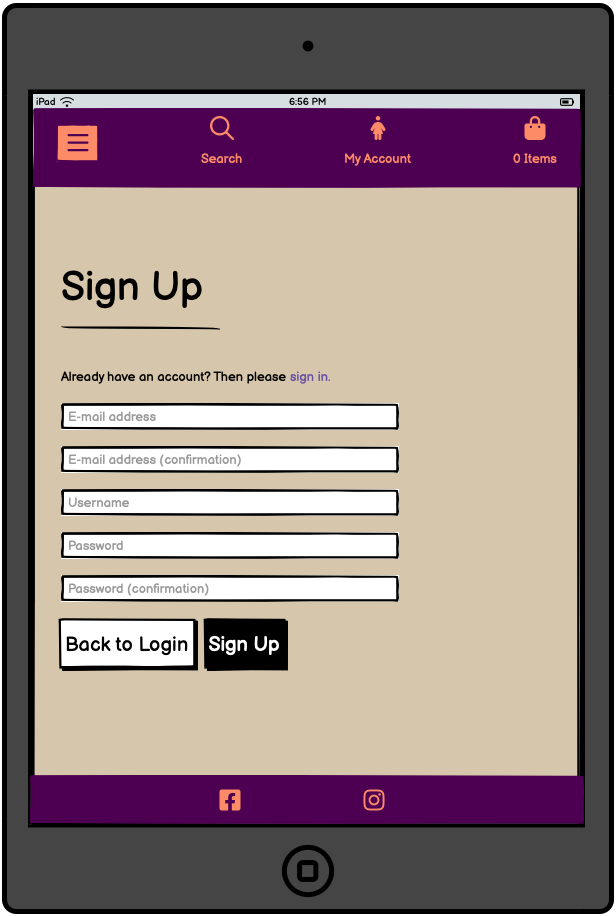 iPad 6:56 PM
Search My Account 0 Items
Sign Up
Already have an account? Then please sign in.
E-mail address
E-mail address (confirmation)
Username
Password
Password (confirmation)
Back to Login Sign Up